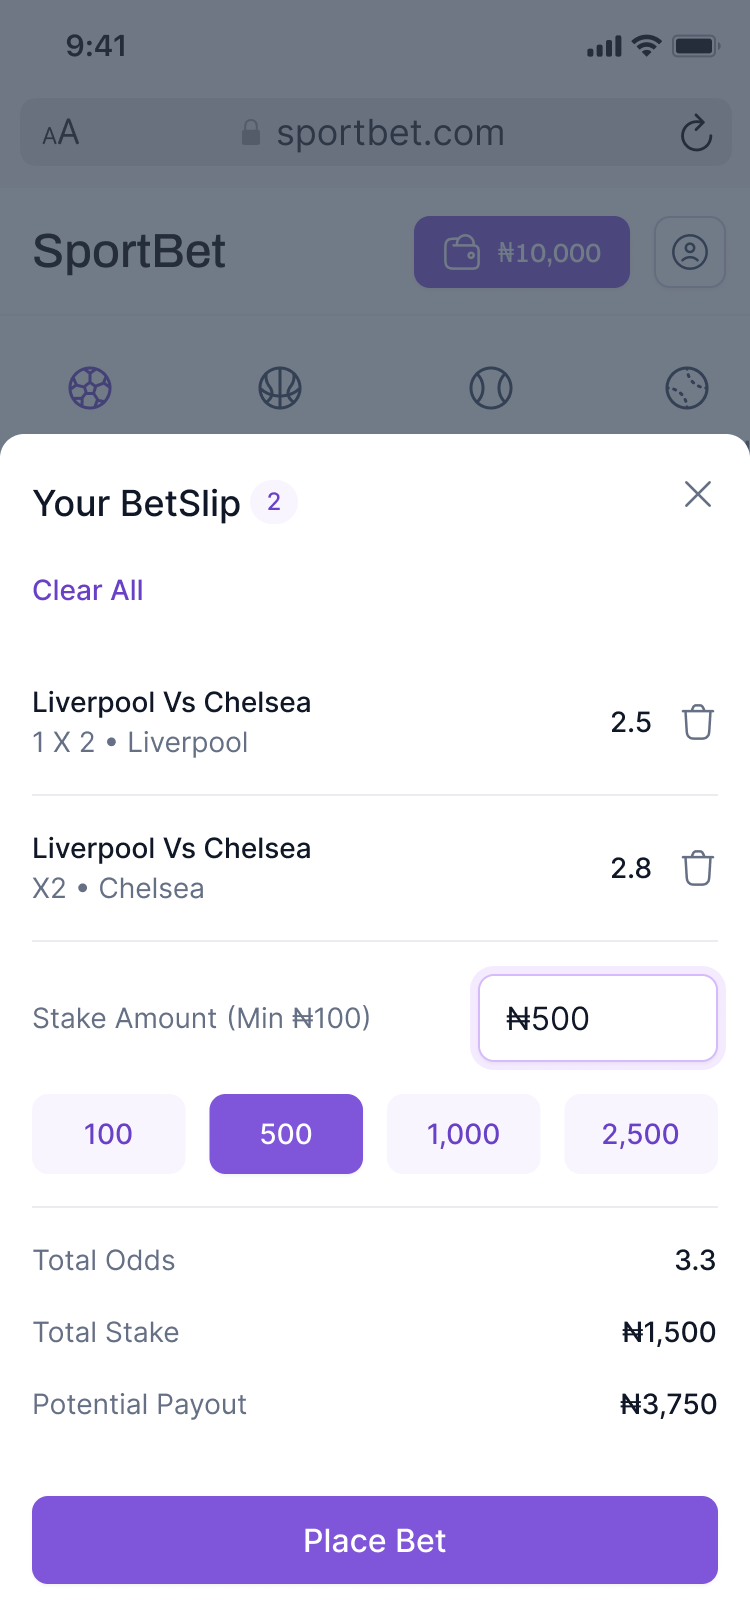 9:41
AA sportbet.com
SportBet ₦10,000
Your BetSlip 2
Clear All
Liverpool Vs Chelsea
1 X 2 • Liverpool
2.5
Liverpool Vs Chelsea
X2 • Chelsea
2.8
Stake Amount (Min ₦100) ₦500
100 500 1,000 2,500
Total Odds 3.3
Total Stake ₦1,500
Potential Payout ₦3,750
Place Bet